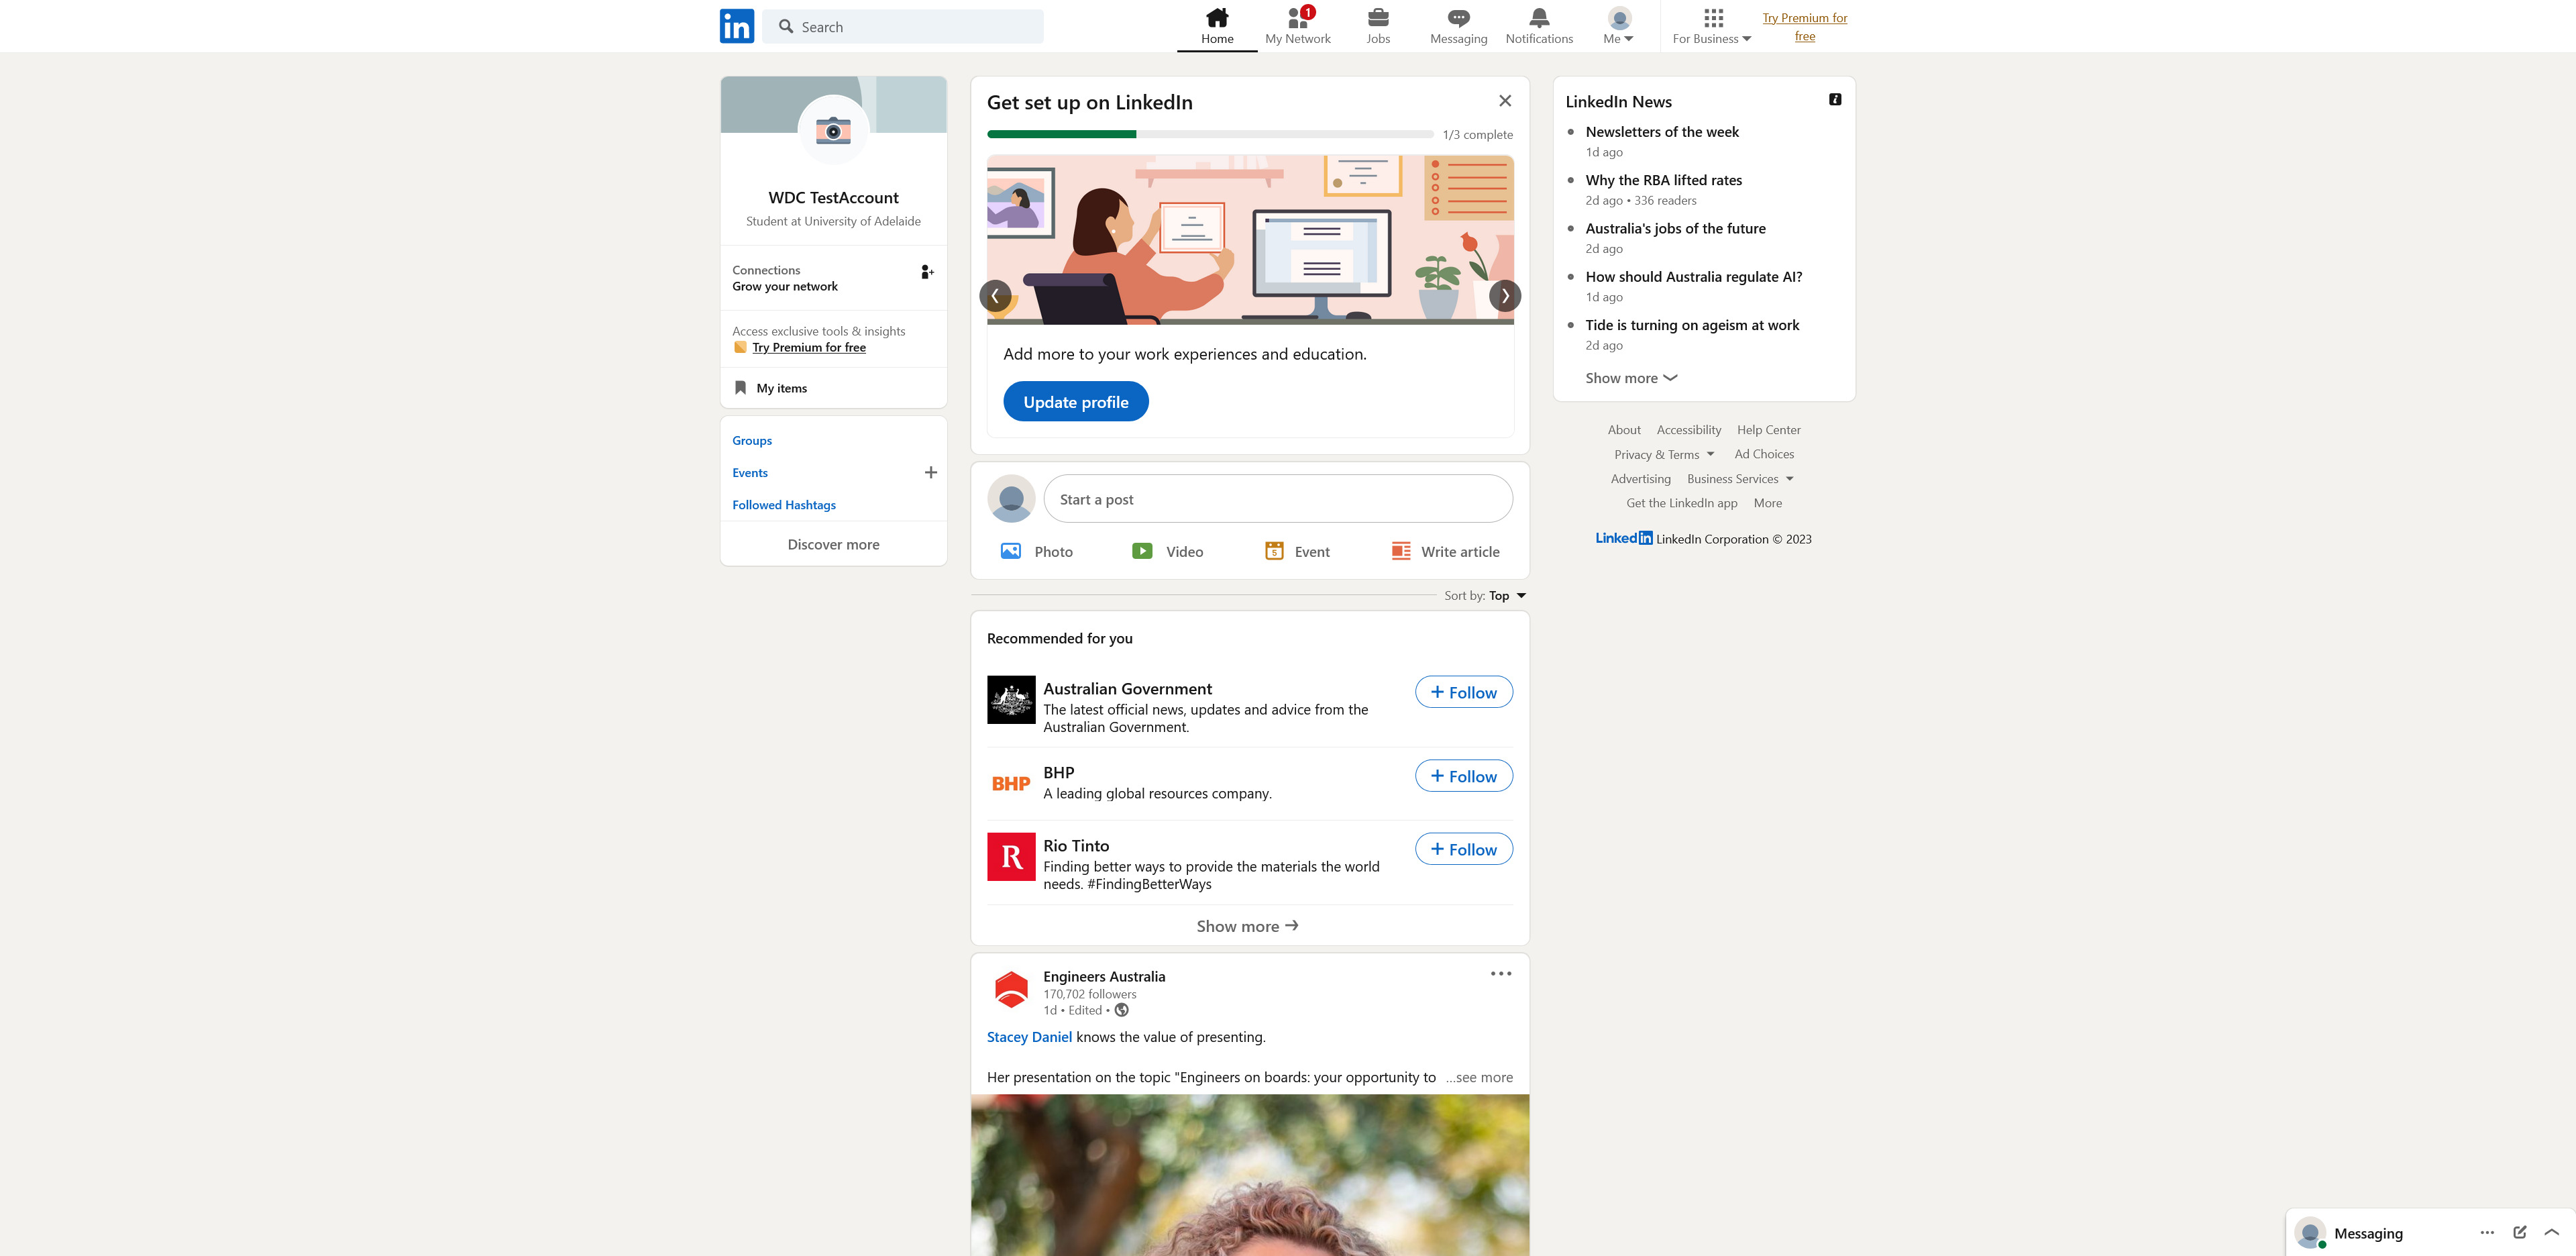 in
Search
Home
1
My Network
Jobs
Messaging
Notifications
Me
For Business
Try Premium for
free
WDC TestAccount
Student at University of Adelaide
Connections
Grow your network
Access exclusive tools & insights
Try Premium for free
My items
Groups
Events
Followed Hashtags
Discover more
Get set up on LinkedIn
1/3 complete
Add more to your work experiences and education.
Update profile
Start a post
Photo
Video
5
Event
Write article
Sort by: Top
Recommended for you
Australian Government
The latest official news, updates and advice from the
Australian Government.
+ Follow
BHP
BHP
A leading global resources company.
+ Follow
R
Rio Tinto
Finding better ways to provide the materials the world
needs. #FindingBetterWays
+ Follow
Show more →
Engineers Australia
170,702 followers
1d • Edited •
Stacey Daniel knows the value of presenting.
Her presentation on the topic "Engineers on boards: your opportunity to ...see more
LinkedIn News
i
• Newsletters of the week
1d ago
• Why the RBA lifted rates
2d ago • 336 readers
• Australia's jobs of the future
2d ago
• How should Australia regulate AI?
1d ago
• Tide is turning on ageism at work
2d ago
Show more
About Accessibility Help Center
Privacy & Terms Ad Choices
Advertising Business Services
Get the LinkedIn app More
LinkedIn LinkedIn Corporation © 2023
Messaging